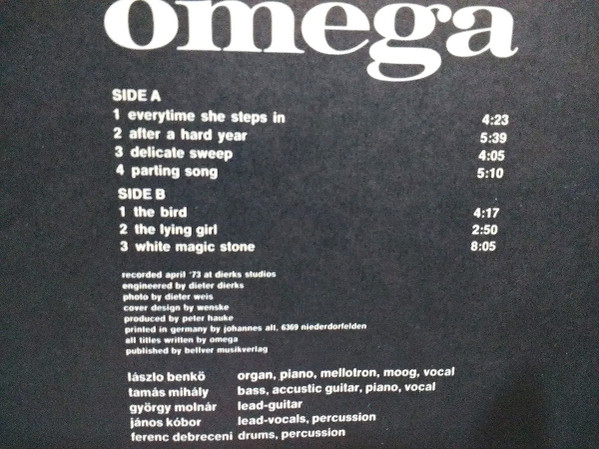 omega
SIDE A
1 everytime she steps in 4:23
2 after a hard year 5:39
3 delicate sweep 4:05
4 parting song 5:10
SIDE B
1 the bird 4:17
2 the lying girl 2:50
3 white magic stone 8:05
recorded april '73 at dierks studios
engineered by dieter dierks
photo by dieter weis
cover design by wenske
produced by peter hauke
printed in germany by johannes alt, 6369 niederdorfelden
all titles written by omega
published by bellver musikverlag
lászlo benkö organ, piano, mellotron, moog, vocal
tamás mihály bass, accustic guitar, piano, vocal
györgy molnár lead-guitar
jános kóbor lead-vocals, percussion
ferenc debreceni drums, percussion